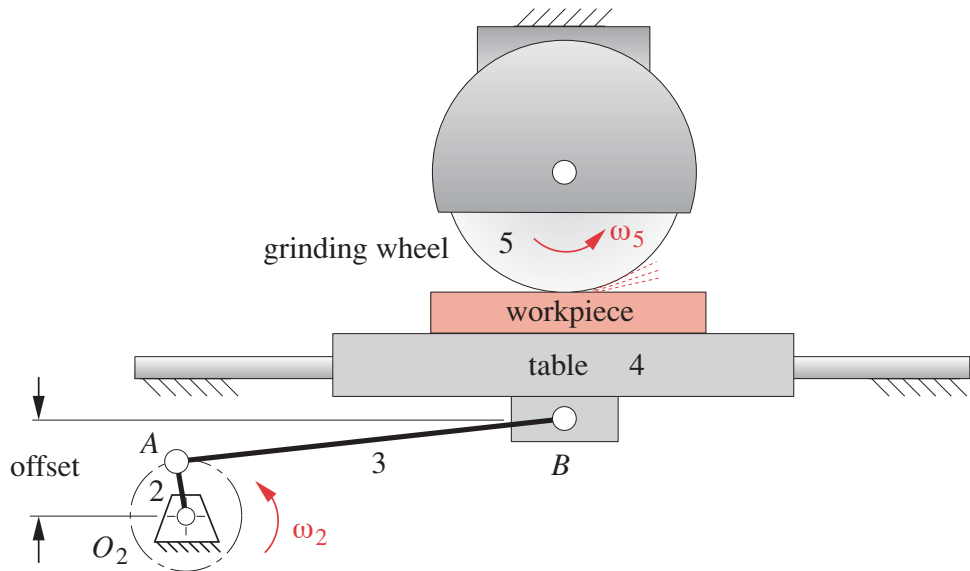 5
ω5
grinding wheel
workpiece
table 4
A
offset
3
B
2
ω2
O2